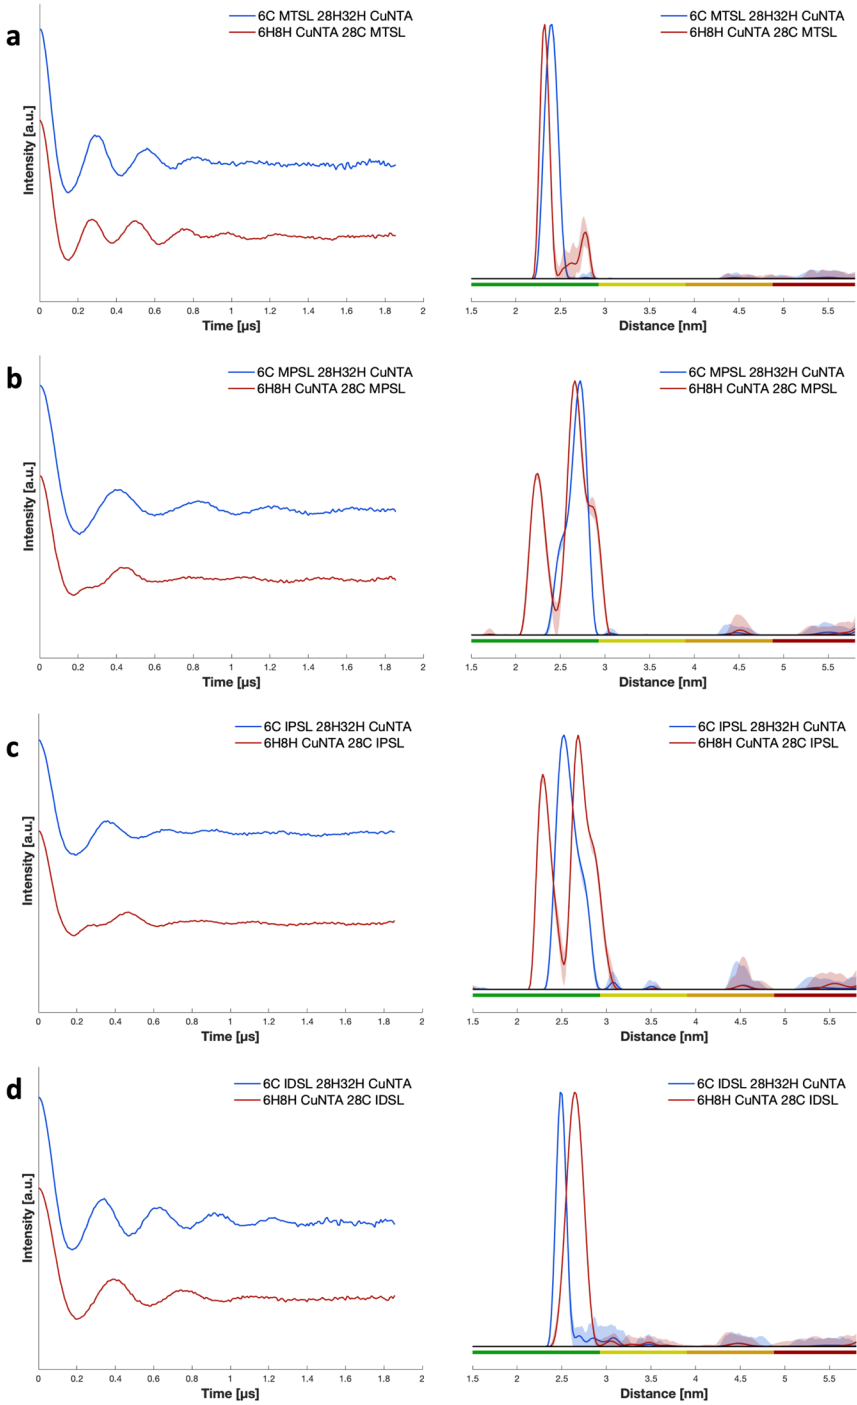 a
6C MTSL 28H32H CuNTA
6H8H CuNTA 28C MTSL
Intensity [a.u.]
0 0.2 0.4 0.6 0.8 1 1.2 1.4 1.6 1.8 2
Time [µs]
6C MTSL 28H32H CuNTA
6H8H CuNTA 28C MTSL
1.5 2 2.5 3 3.5 4 4.5 5 5.5
Distance [nm]
b
6C MPSL 28H32H CuNTA
6H8H CuNTA 28C MPSL
Intensity [a.u.]
0 0.2 0.4 0.6 0.8 1 1.2 1.4 1.6 1.8 2
Time [µs]
6C MPSL 28H32H CuNTA
6H8H CuNTA 28C MPSL
1.5 2 2.5 3 3.5 4 4.5 5 5.5
Distance [nm]
c
6C IPSL 28H32H CuNTA
6H8H CuNTA 28C IPSL
Intensity [a.u.]
0 0.2 0.4 0.6 0.8 1 1.2 1.4 1.6 1.8 2
Time [µs]
6C IPSL 28H32H CuNTA
6H8H CuNTA 28C IPSL
1.5 2 2.5 3 3.5 4 4.5 5 5.5
Distance [nm]
d
6C IDSL 28H32H CuNTA
6H8H CuNTA 28C IDSL
Intensity [a.u.]
0 0.2 0.4 0.6 0.8 1 1.2 1.4 1.6 1.8 2
Time [µs]
6C IDSL 28H32H CuNTA
6H8H CuNTA 28C IDSL
1.5 2 2.5 3 3.5 4 4.5 5 5.5
Distance [nm]